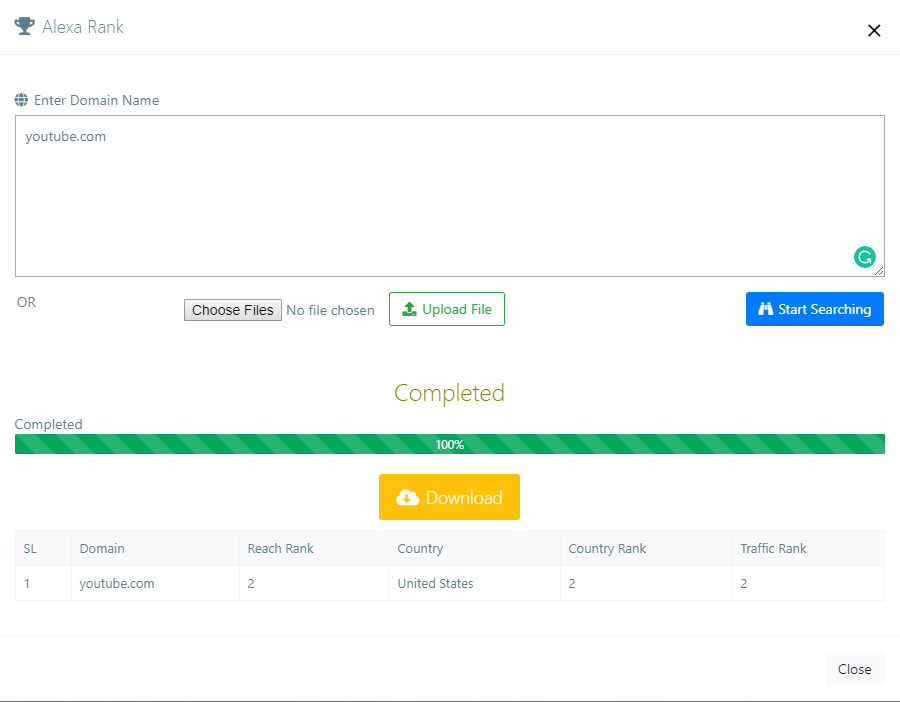 Alexa Rank
Enter Domain Name
youtube.com
OR
Choose Files No file chosen
Upload File
Start Searching
Completed
Completed
100%
Download
SL Domain Reach Rank Country Country Rank Traffic Rank
1 youtube.com 2 United States 2 2
Close